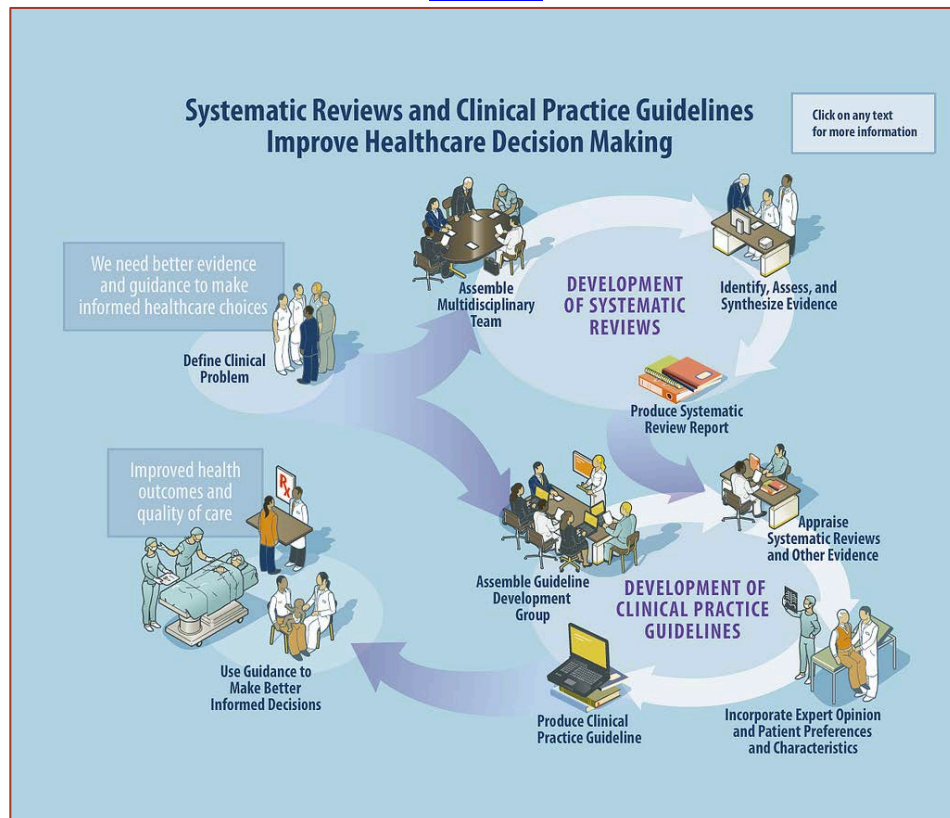 Systematic Reviews and Clinical Practice Guidelines
Improve Healthcare Decision Making
Click on any text
for more information
We need better evidence
and guidance to make
informed healthcare choices
Define Clinical
Problem
Assemble
Multidisciplinary
Team
DEVELOPMENT
OF SYSTEMATIC
REVIEWS
Identify, Assess, and
Synthesize Evidence
Produce Systematic
Review Report
Appraise
Systematic Reviews
and Other Evidence
Assemble Guideline
Development
Group
DEVELOPMENT OF
CLINICAL PRACTICE
GUIDELINES
Incorporate Expert Opinion
and Patient Preferences
and Characteristics
Produce Clinical
Practice Guideline
Improved health
outcomes and
quality of care
Rx
Use Guidance to
Make Better
Informed Decisions